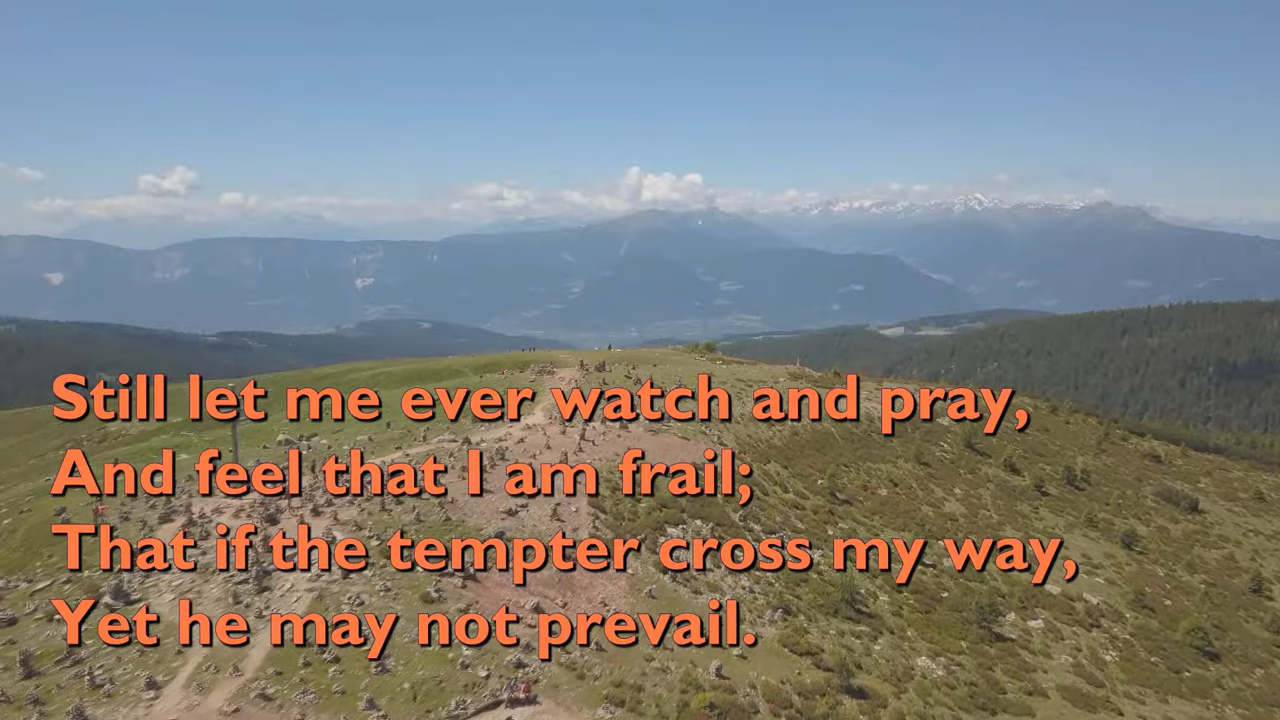 Still let me ever watch and pray,
And feel that I am frail;
That if the tempter cross my way,
Yet he may not prevail.